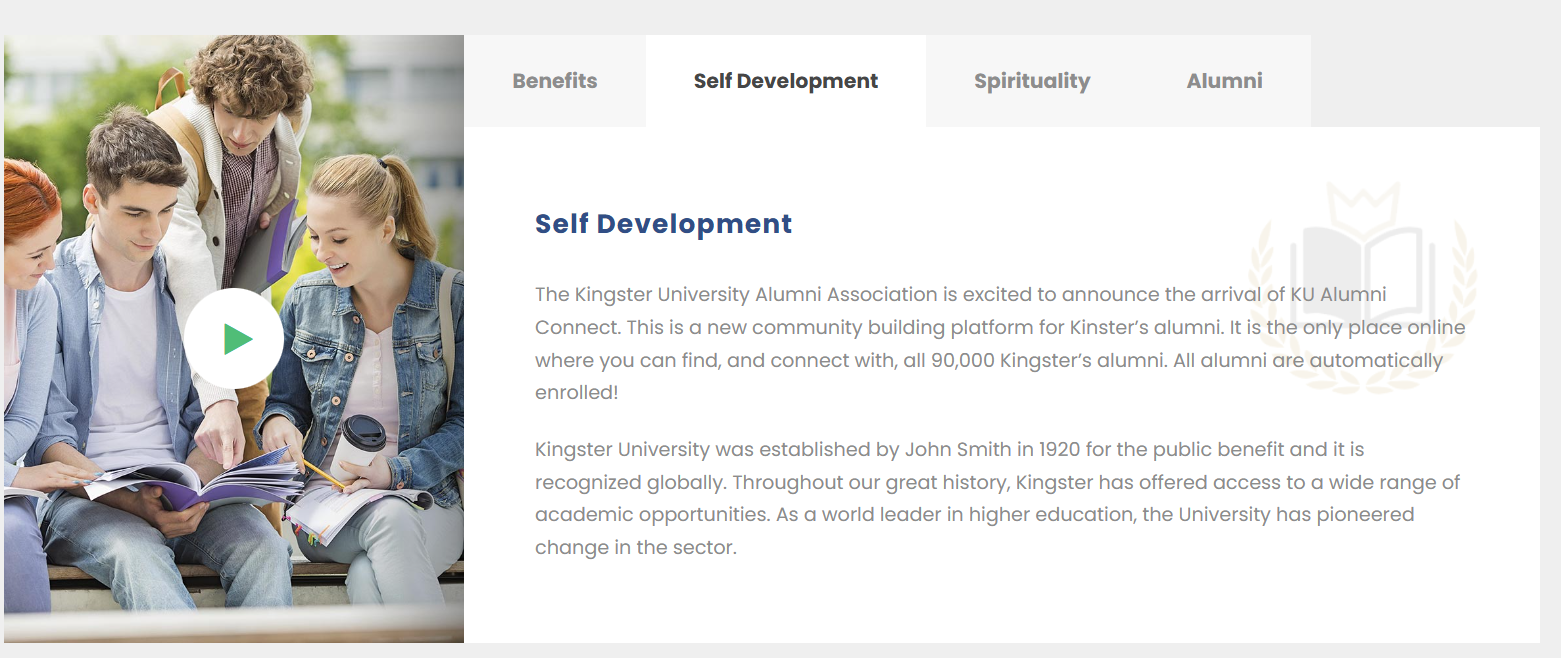 Benefits
Self Development
Spirituality
Alumni
Self Development
The Kingster University Alumni Association is excited to announce the arrival of KU Alumni
Connect. This is a new community building platform for Kinster’s alumni. It is the only place online
where you can find, and connect with, all 90,000 Kingster’s alumni. All alumni are automatically
enrolled!
Kingster University was established by John Smith in 1920 for the public benefit and it is
recognized globally. Throughout our great history, Kingster has offered access to a wide range of
academic opportunities. As a world leader in higher education, the University has pioneered
change in the sector.